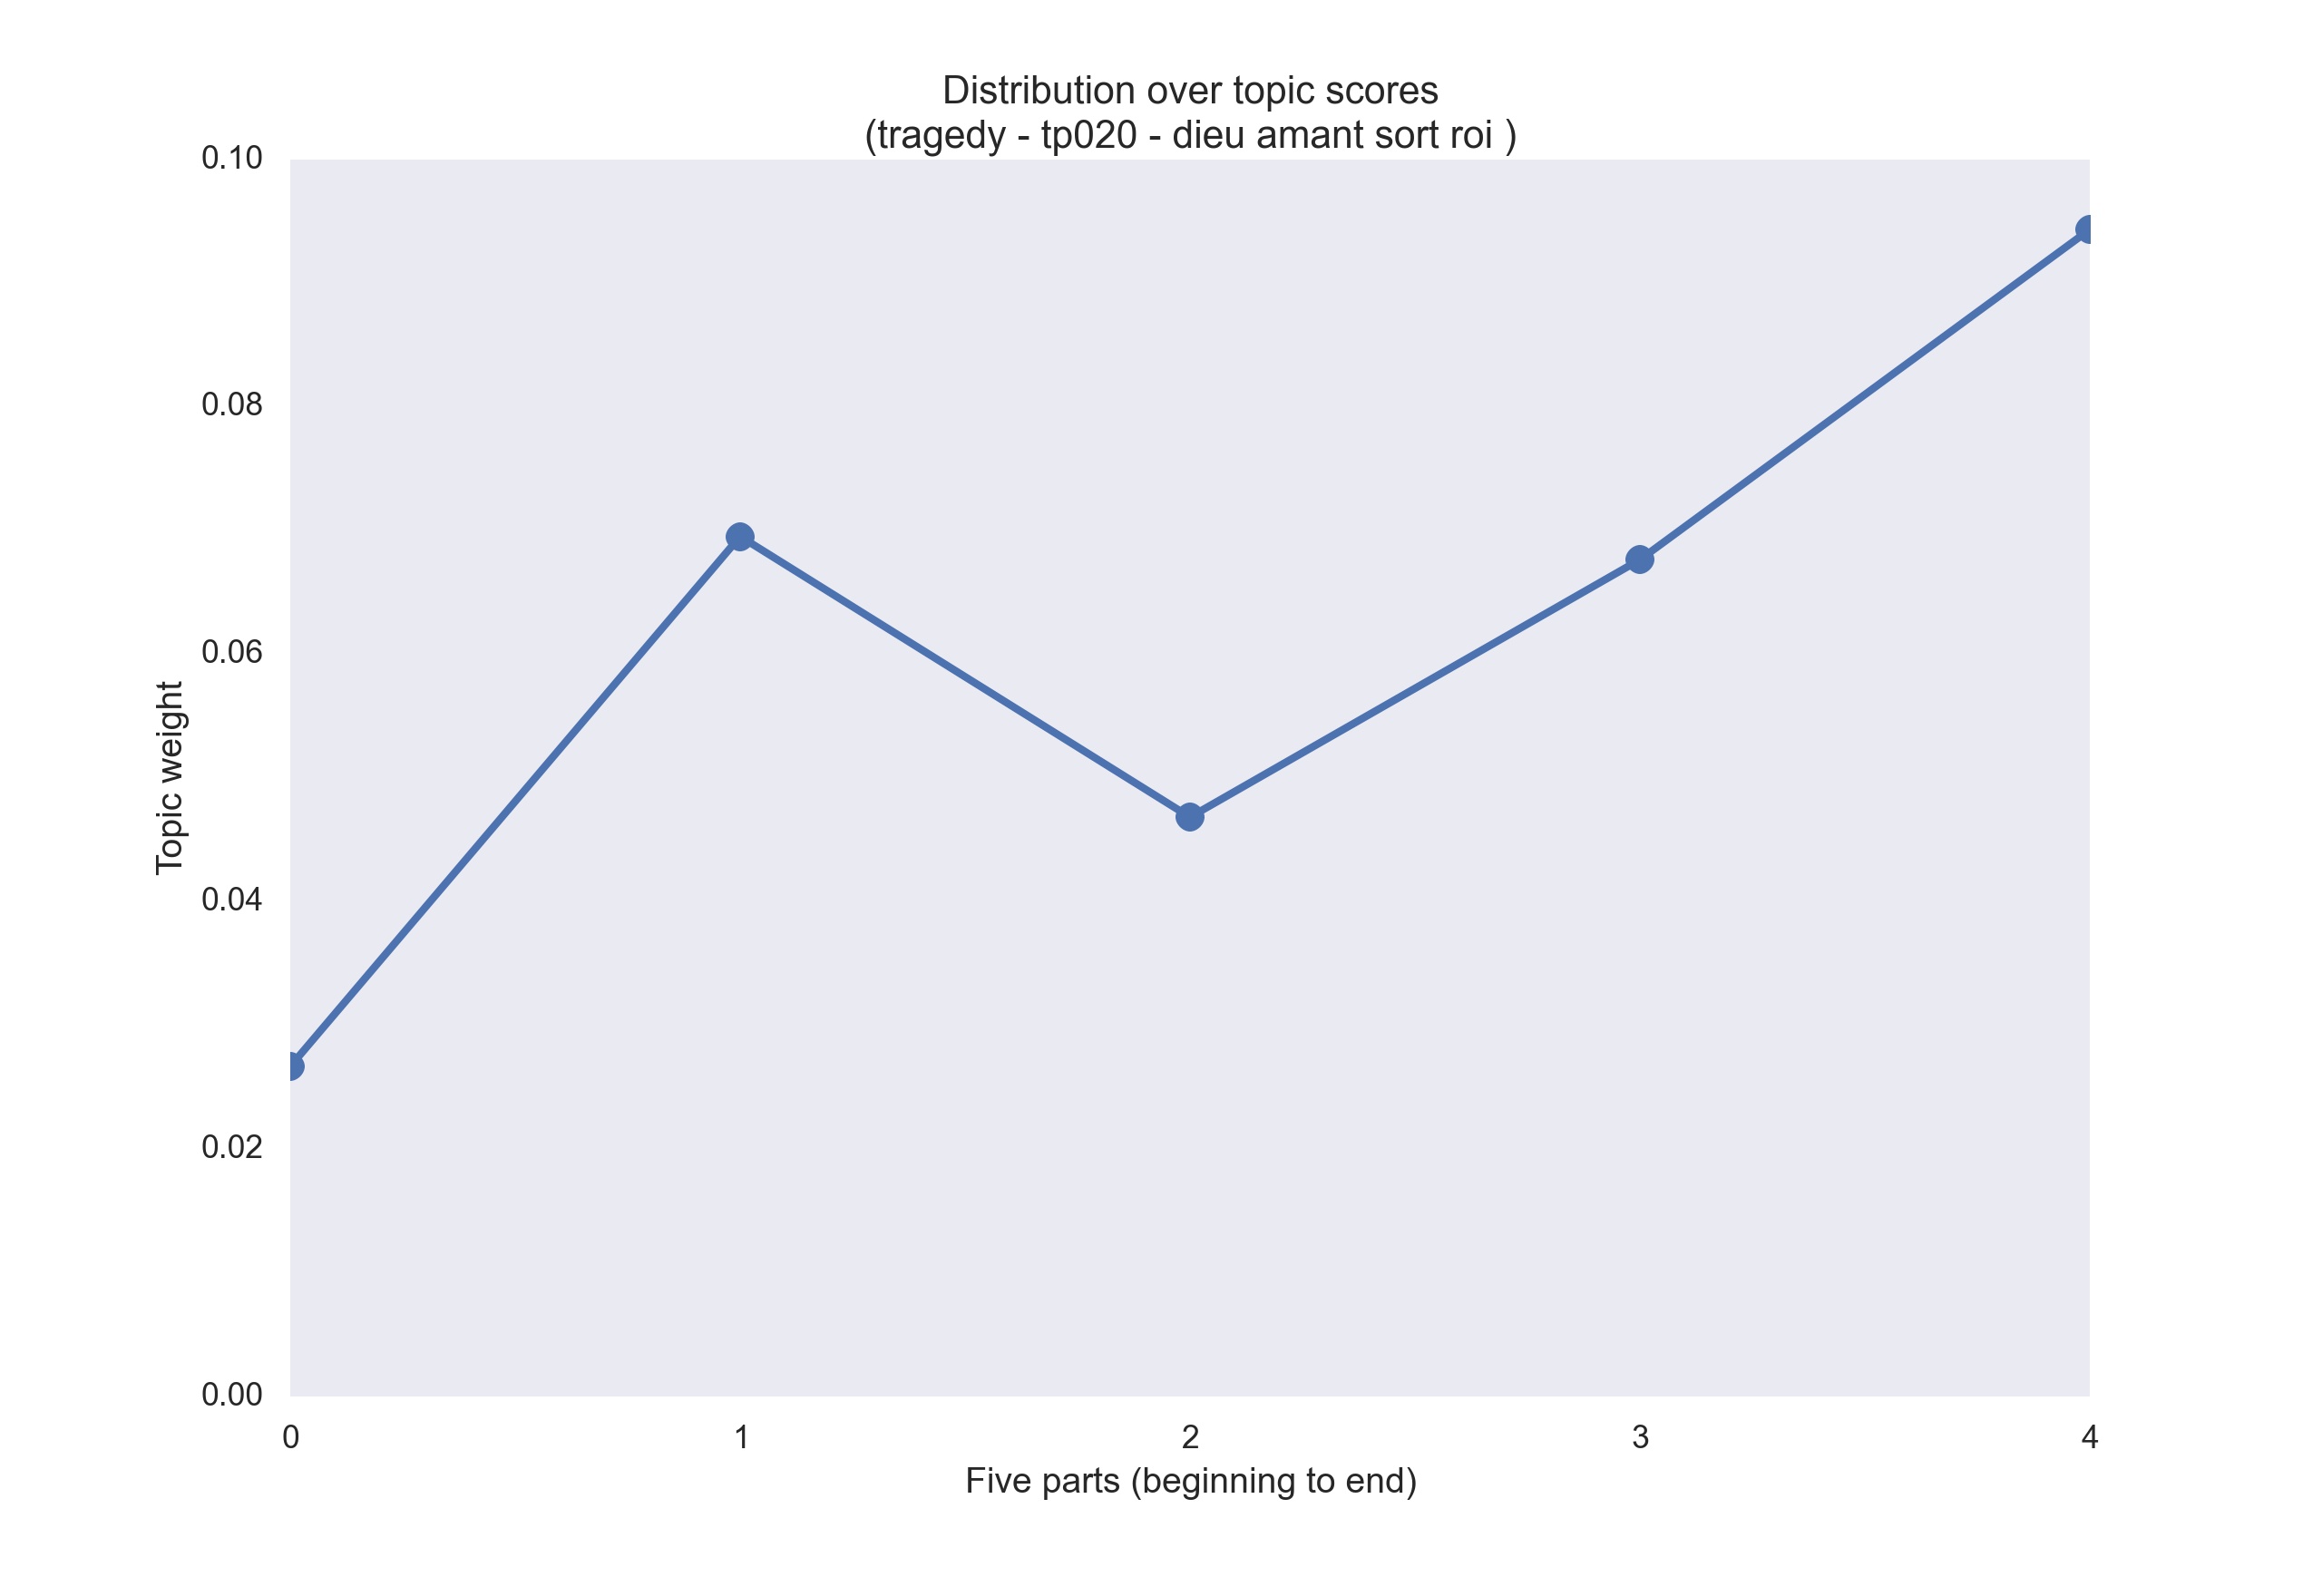 Distribution over topic scores
(tragedy - tp020 - dieu amant sort roi )
0.10
0.08
0.06
0.04
0.02
0.00
Topic weight
0 1 2 3 4
Five parts (beginning to end)